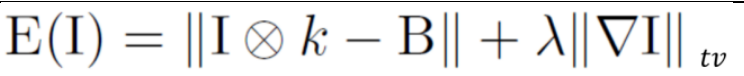 E(I) = ‖I ⊗ k − B‖ + λ‖∇I‖ tv